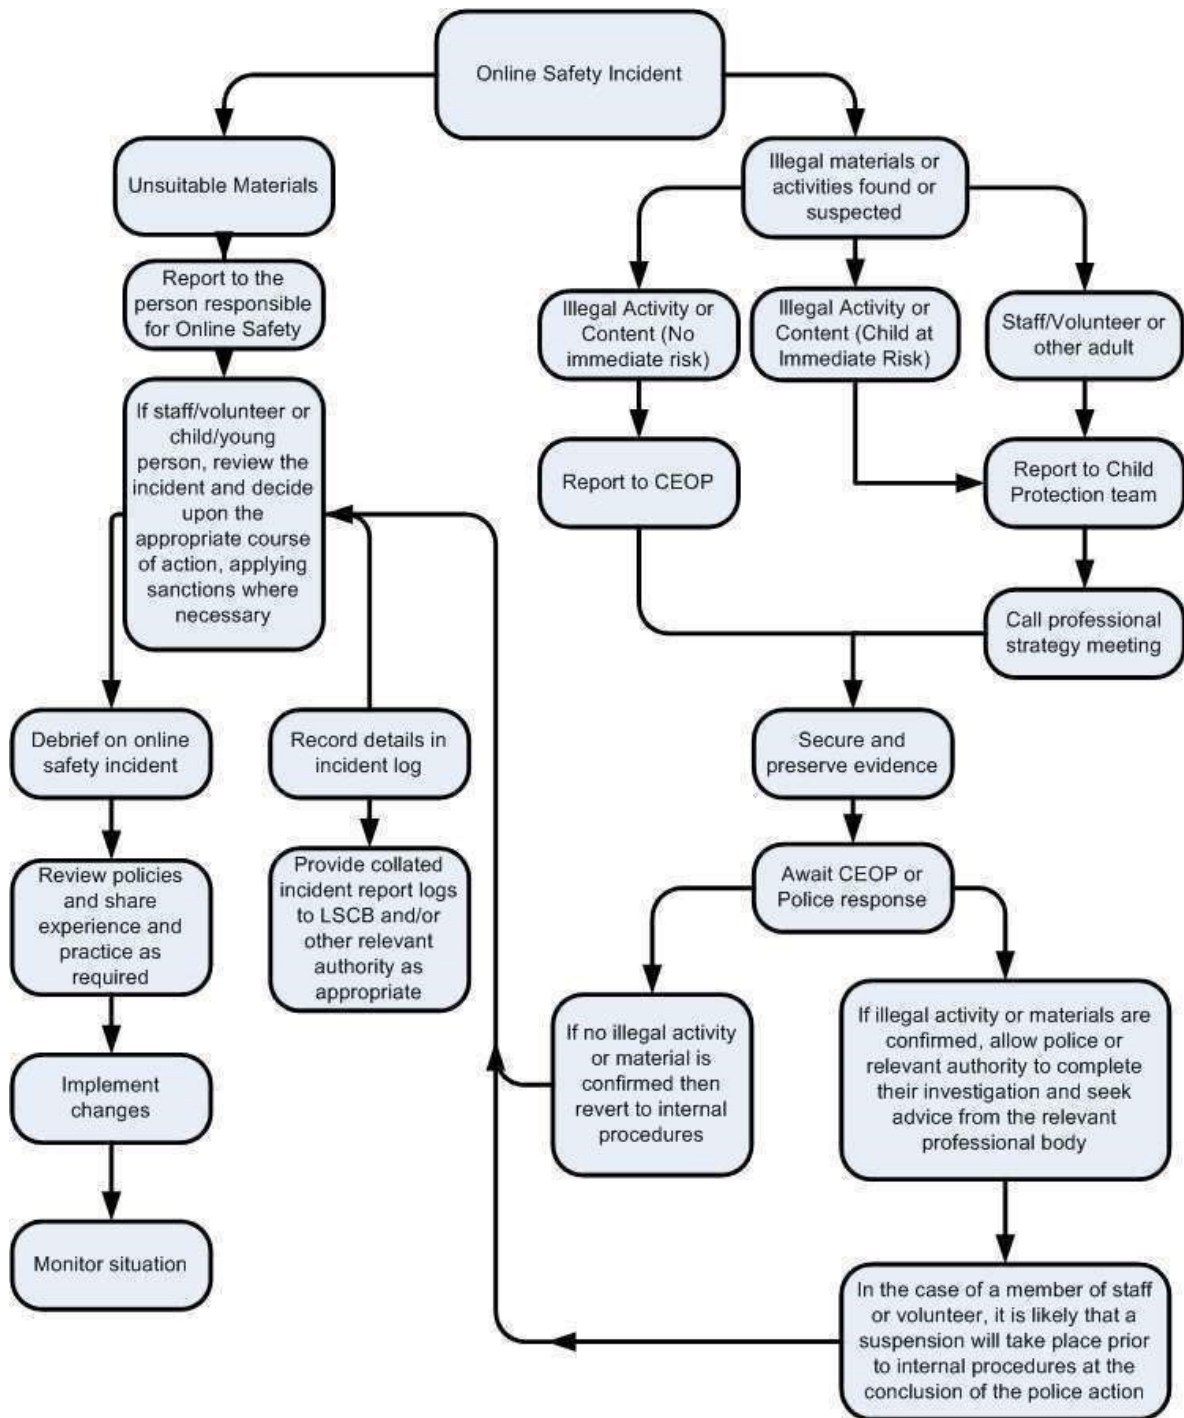 Online Safety Incident
Unsuitable Materials
Report to the
person responsible
for Online Safety
If staff/volunteer or
child/young
person, review the
incident and decide
upon the
appropriate course
of action, applying
sanctions where
necessary
Debrief on online
safety incident
Review policies
and share
experience and
practice as
required
Implement
changes
Monitor situation
Record details in
incident log
Provide collated
incident report logs
to LSCB and/or
other relevant
authority as
appropriate
Illegal materials or
activities found or
suspected
Illegal Activity or
Content (No
immediate risk)
Illegal Activity or
Content (Child at
Immediate Risk)
Staff/Volunteer or
other adult
Report to CEOP
Report to Child
Protection team
Call professional
strategy meeting
Secure and
preserve evidence
Await CEOP or
Police response
If no illegal activity
or material is
confirmed then
revert to internal
procedures
If illegal activity or materials are
confirmed, allow police or
relevant authority to complete
their investigation and seek
advice from the relevant
professional body
In the case of a member of staff
or volunteer, it is likely that a
suspension will take place prior
to internal procedures at the
conclusion of the police action